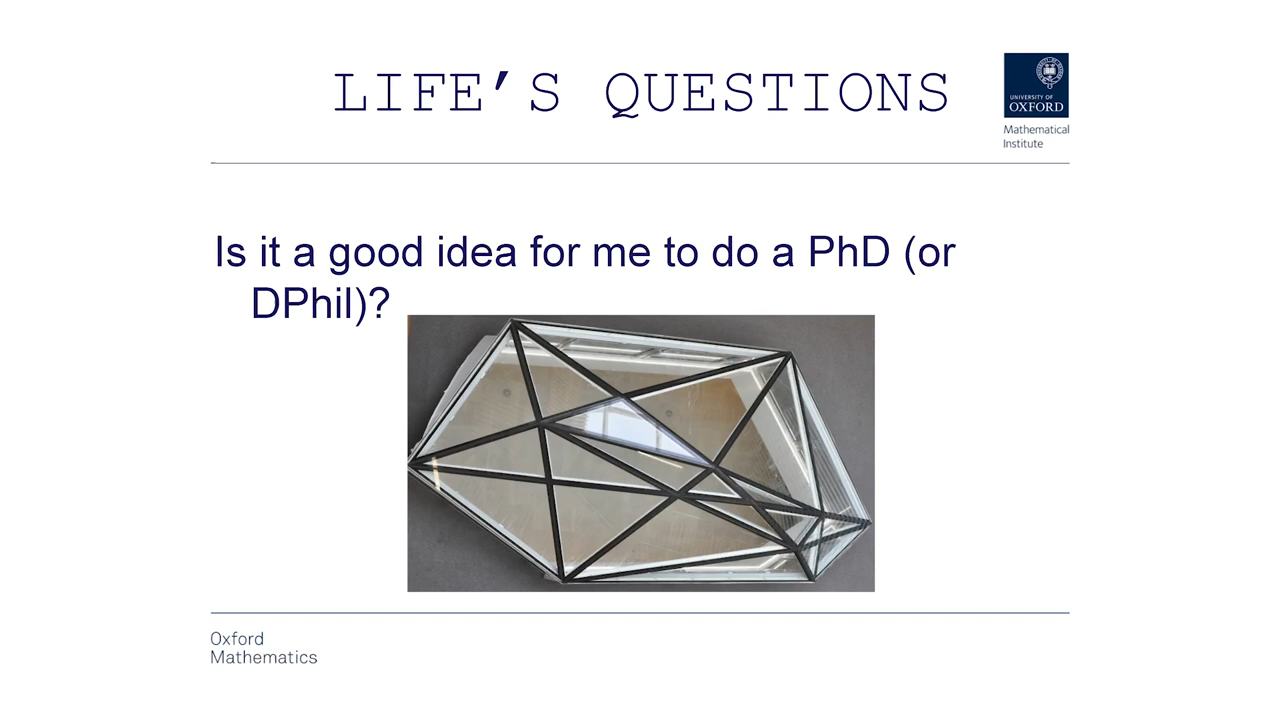 LIFE'S QUESTIONS
UNIVERSITY OF
OXFORD
Mathematical
Institute
Is it a good idea for me to do a PhD (or
DPhil)?
Oxford
Mathematics